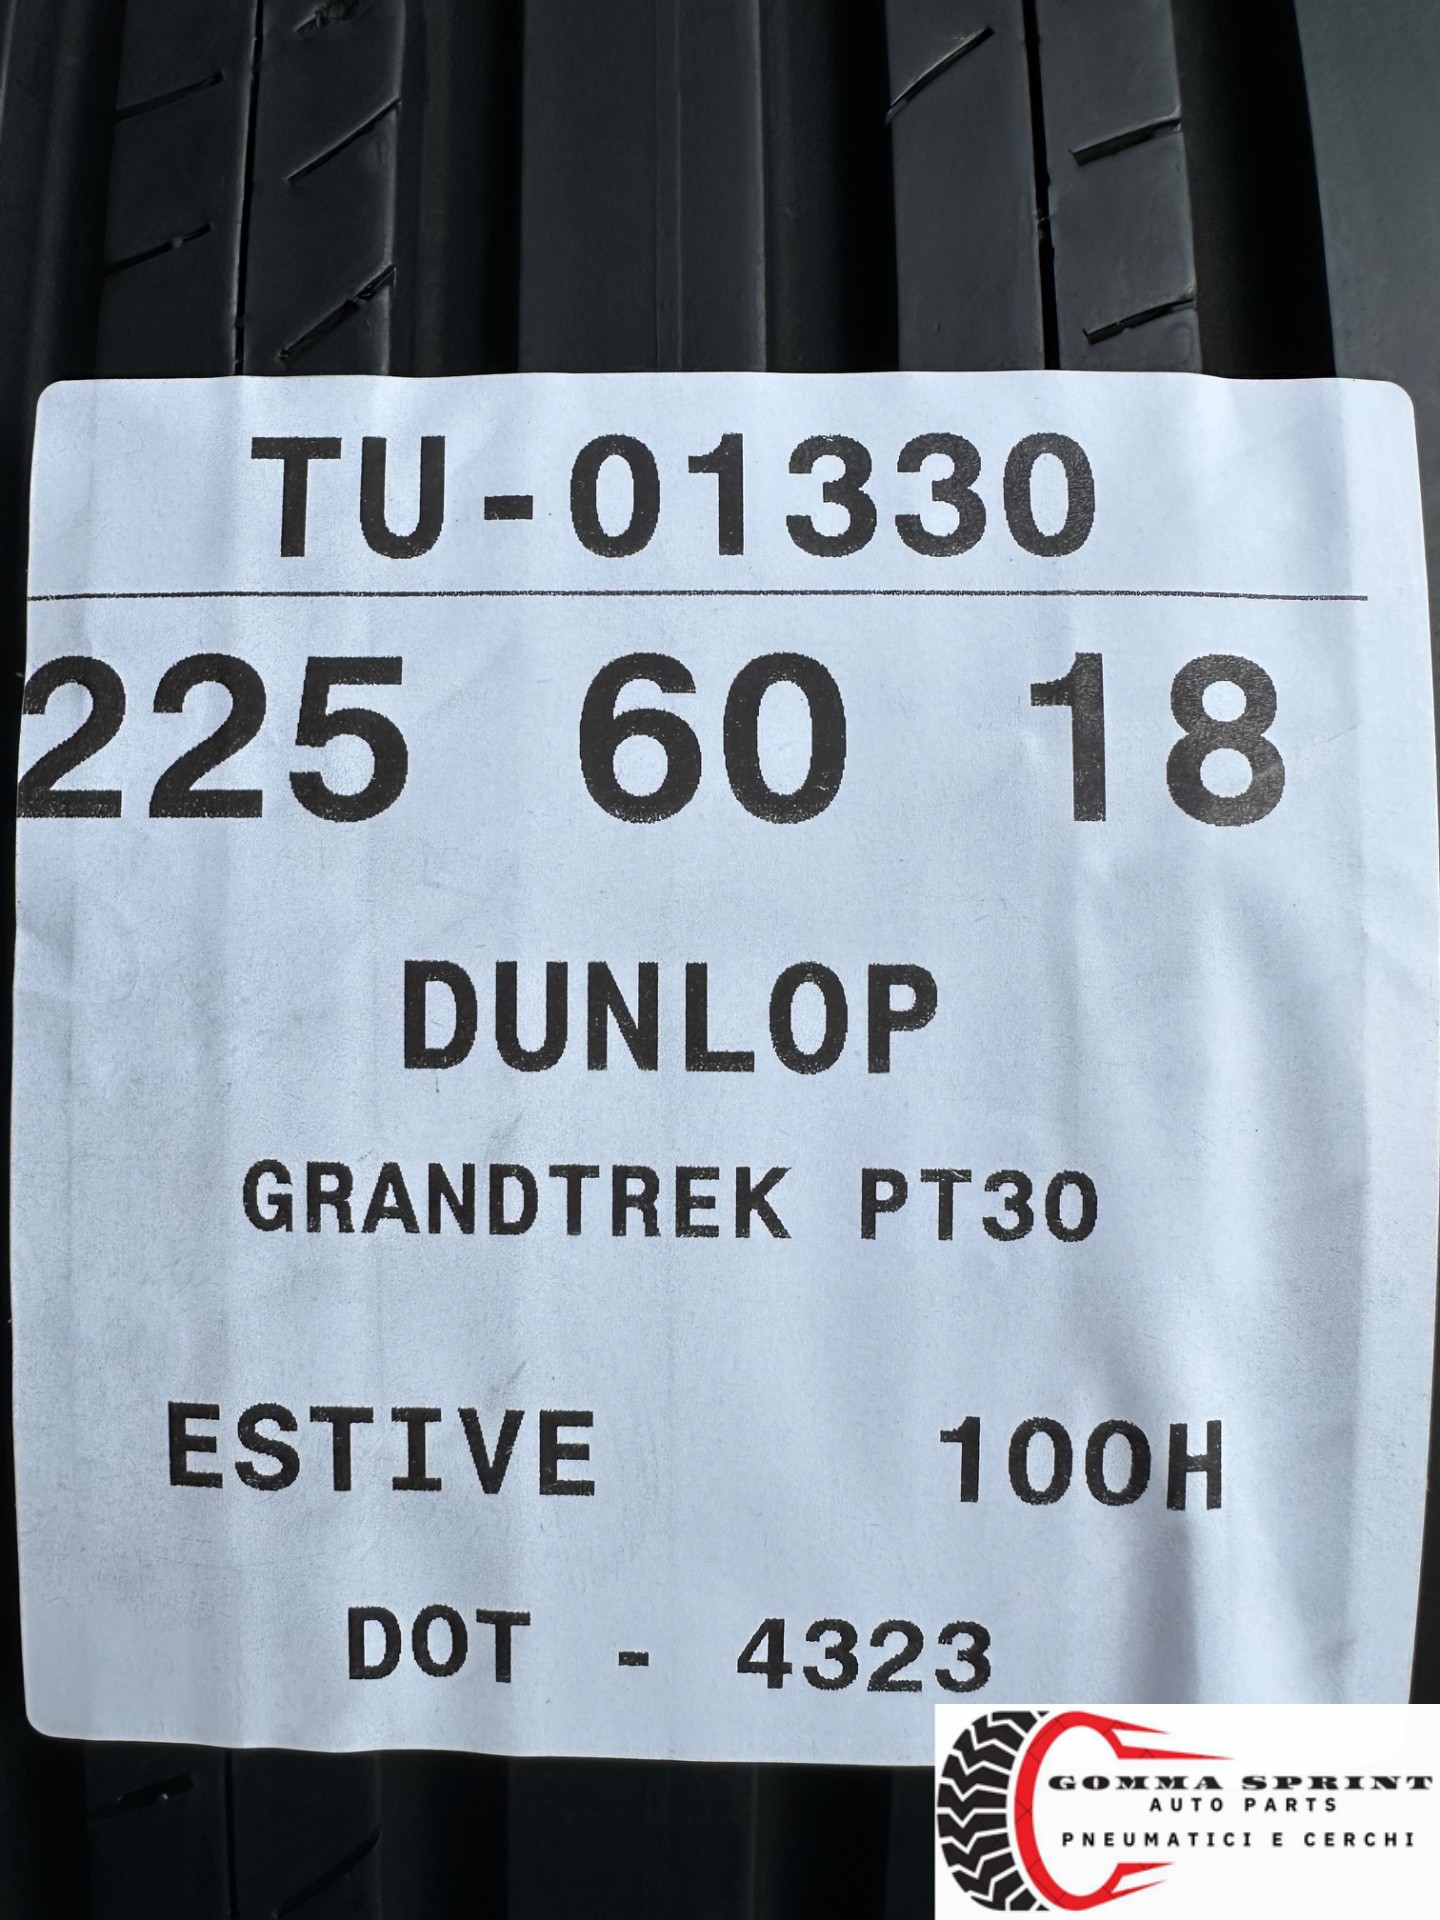 TU-01330
225 60 18
DUNLOP
GRANDTREK PT30
ESTIVE 100H
DOT - 4323
GOMMA SPRINT
AUTO PARTS
PNEUMATICI E CERCHI